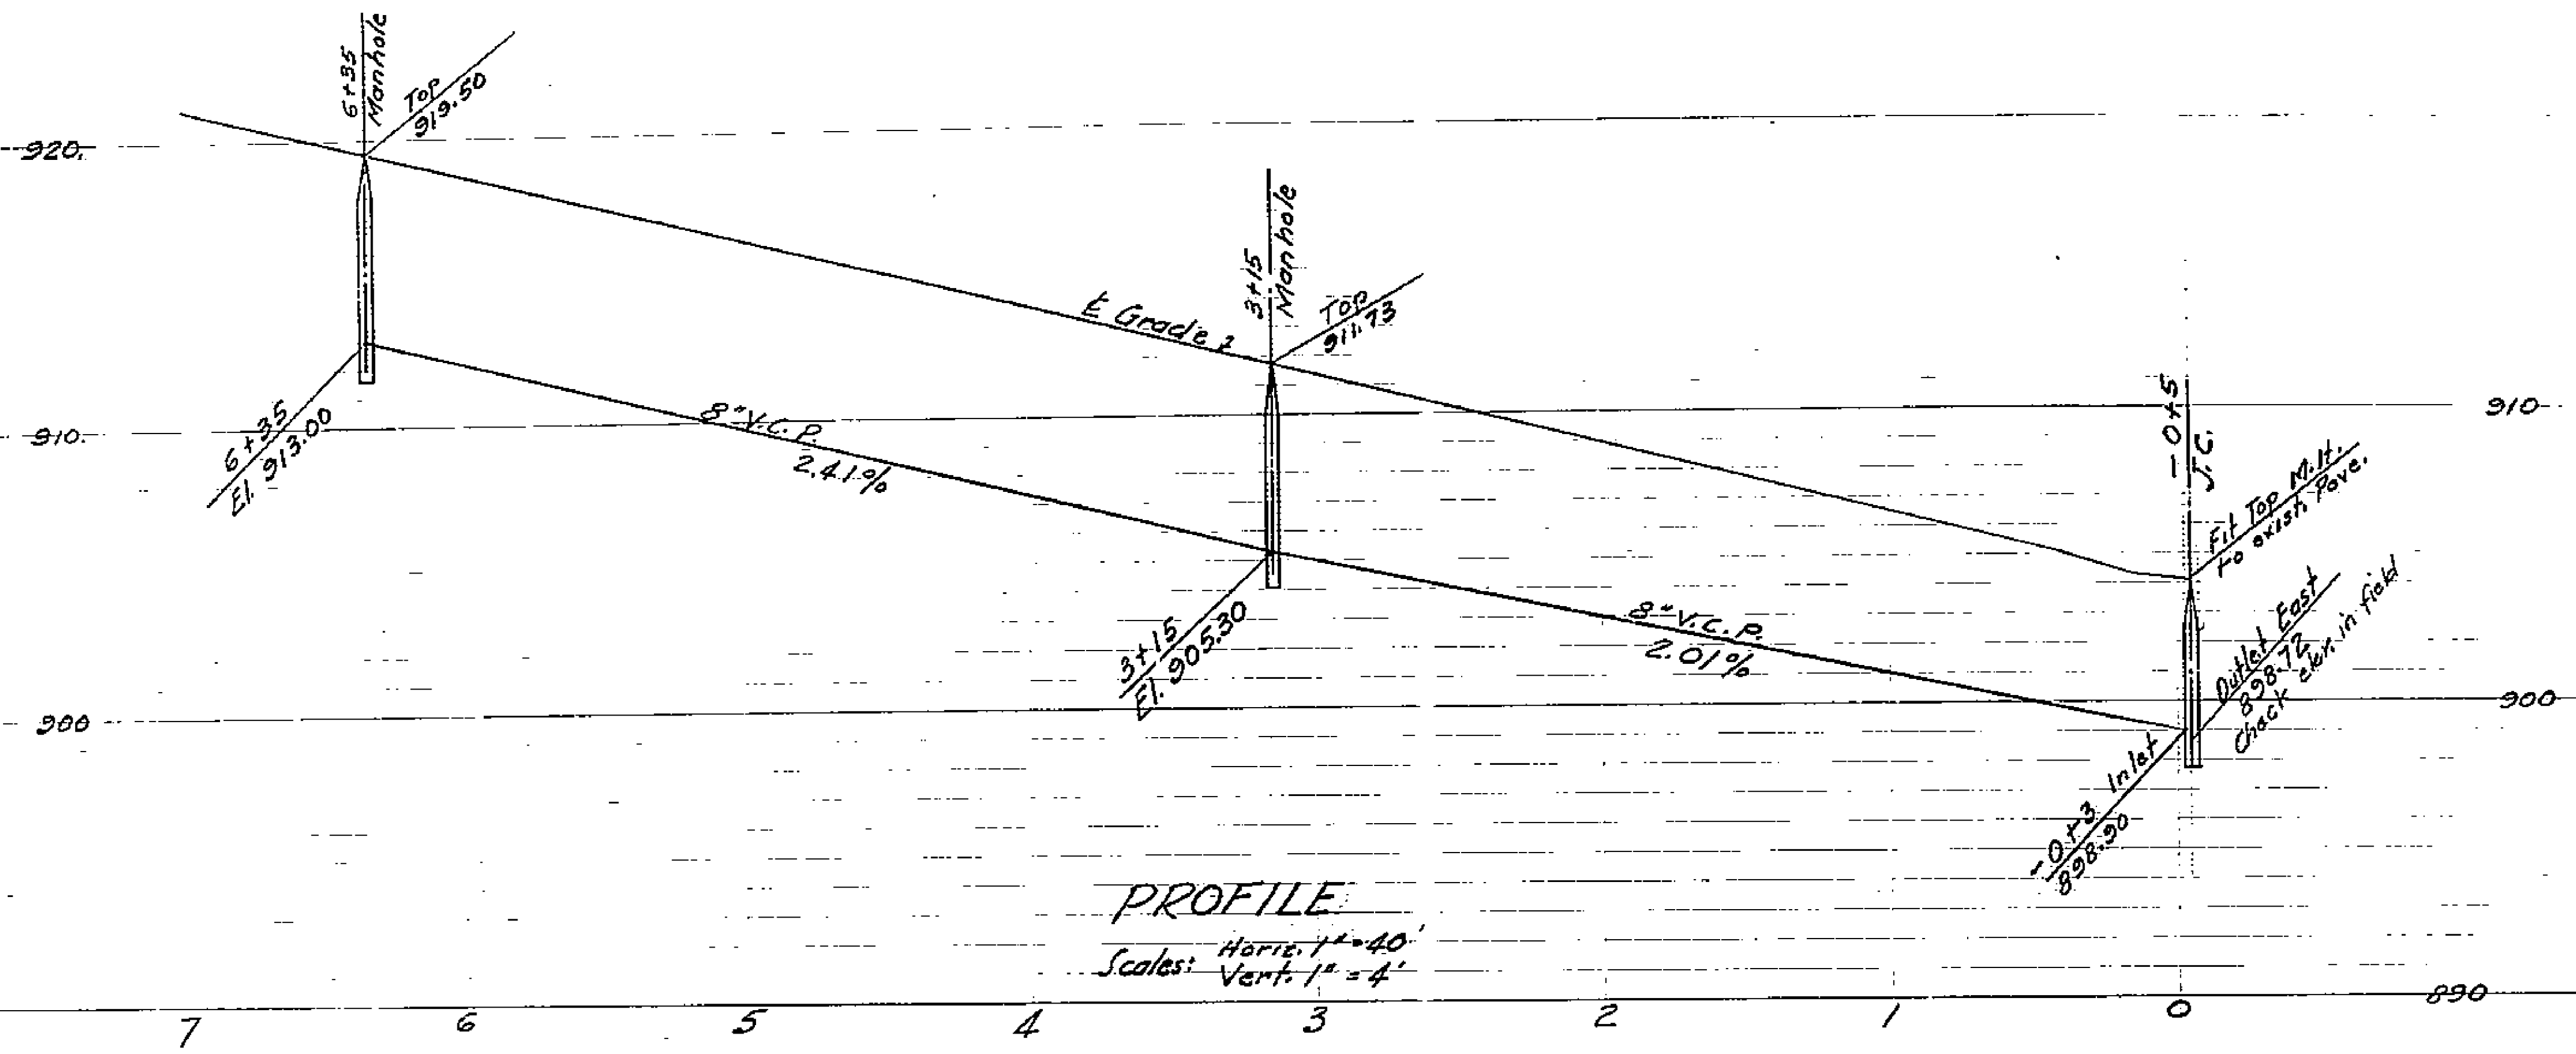 6+35
Manhole
Top
919.50
920.
3+15
Manhole
Top
911.73
₵ Grade
910.
910
8" V.C.P.
2.41%
6+35
El. 913.00
-0+5
J.C.
Fit Top M.H.
to exist. Pave.
3+15
El. 905.30
8" V.C.P.
2.01%
Outlet East
898.72
Check elev. in field
900
900
-0+3 Inlet
898.90
PROFILE
Scales: Horiz. 1" = 40'
Vert. 1" = 4'
890
7 6 5 4 3 2 1 0